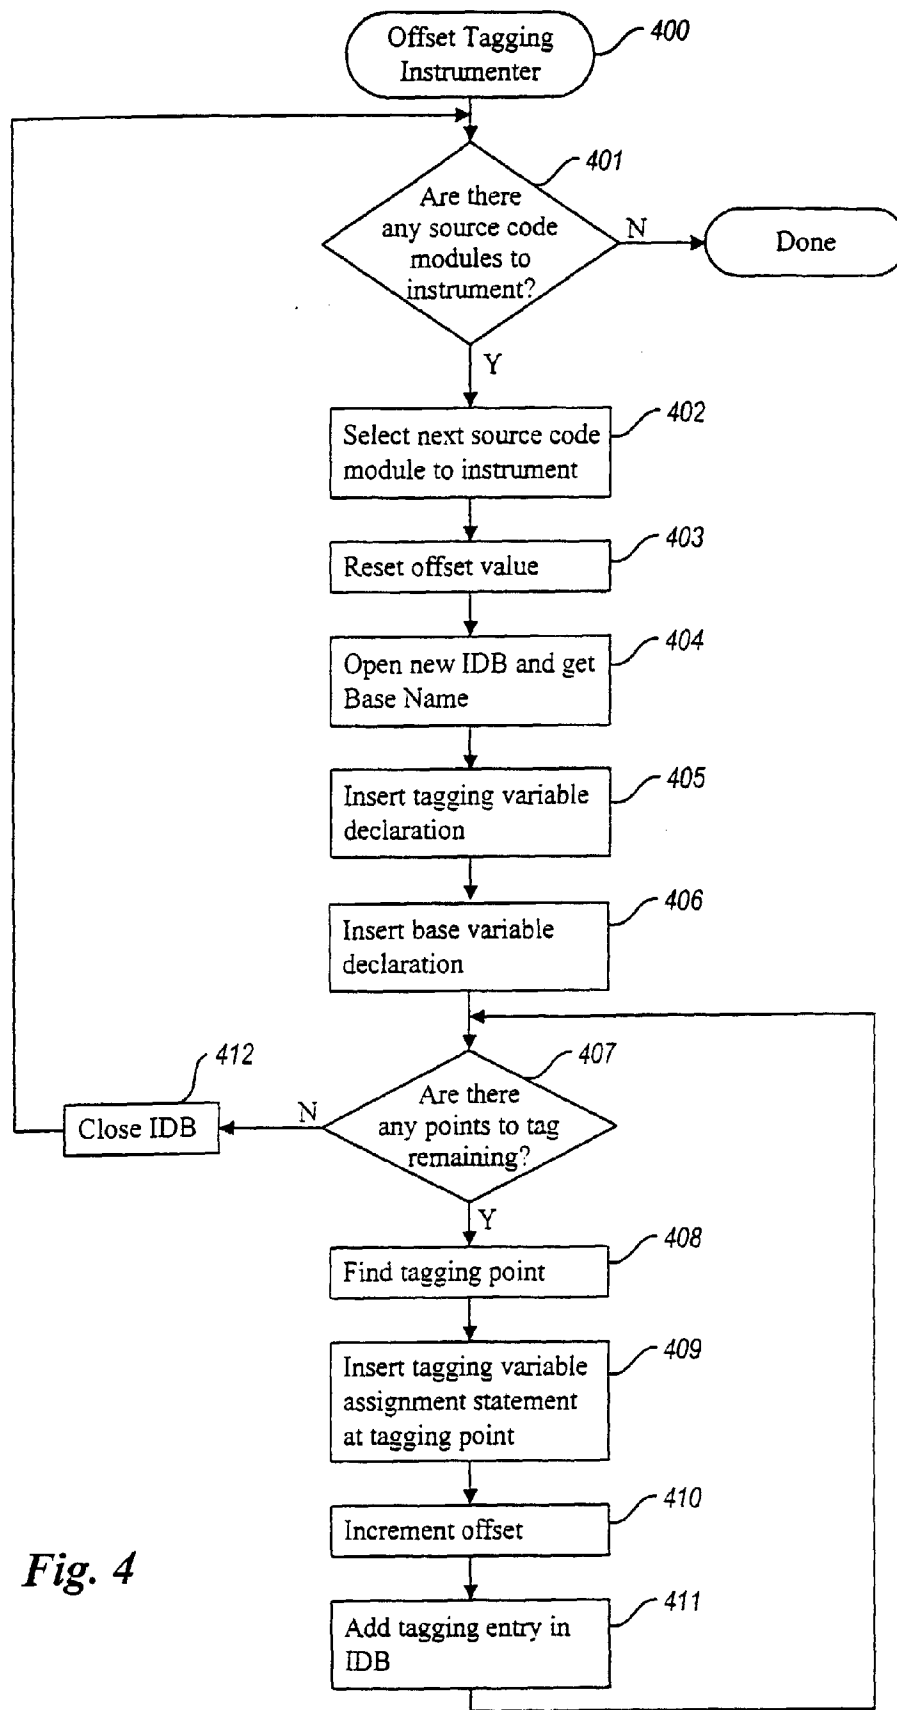 Offset Tagging
Instrumenter
400
401
Are there
any source code
modules to
instrument?
N
Done
Y
402
Select next source code
module to instrument
403
Reset offset value
404
Open new IDB and get
Base Name
405
Insert tagging variable
declaration
406
Insert base variable
declaration
407
Are there
any points to tag
remaining?
N
412
Close IDB
Y
408
Find tagging point
409
Insert tagging variable
assignment statement
at tagging point
410
Increment offset
411
Add tagging entry in
IDB
Fig. 4